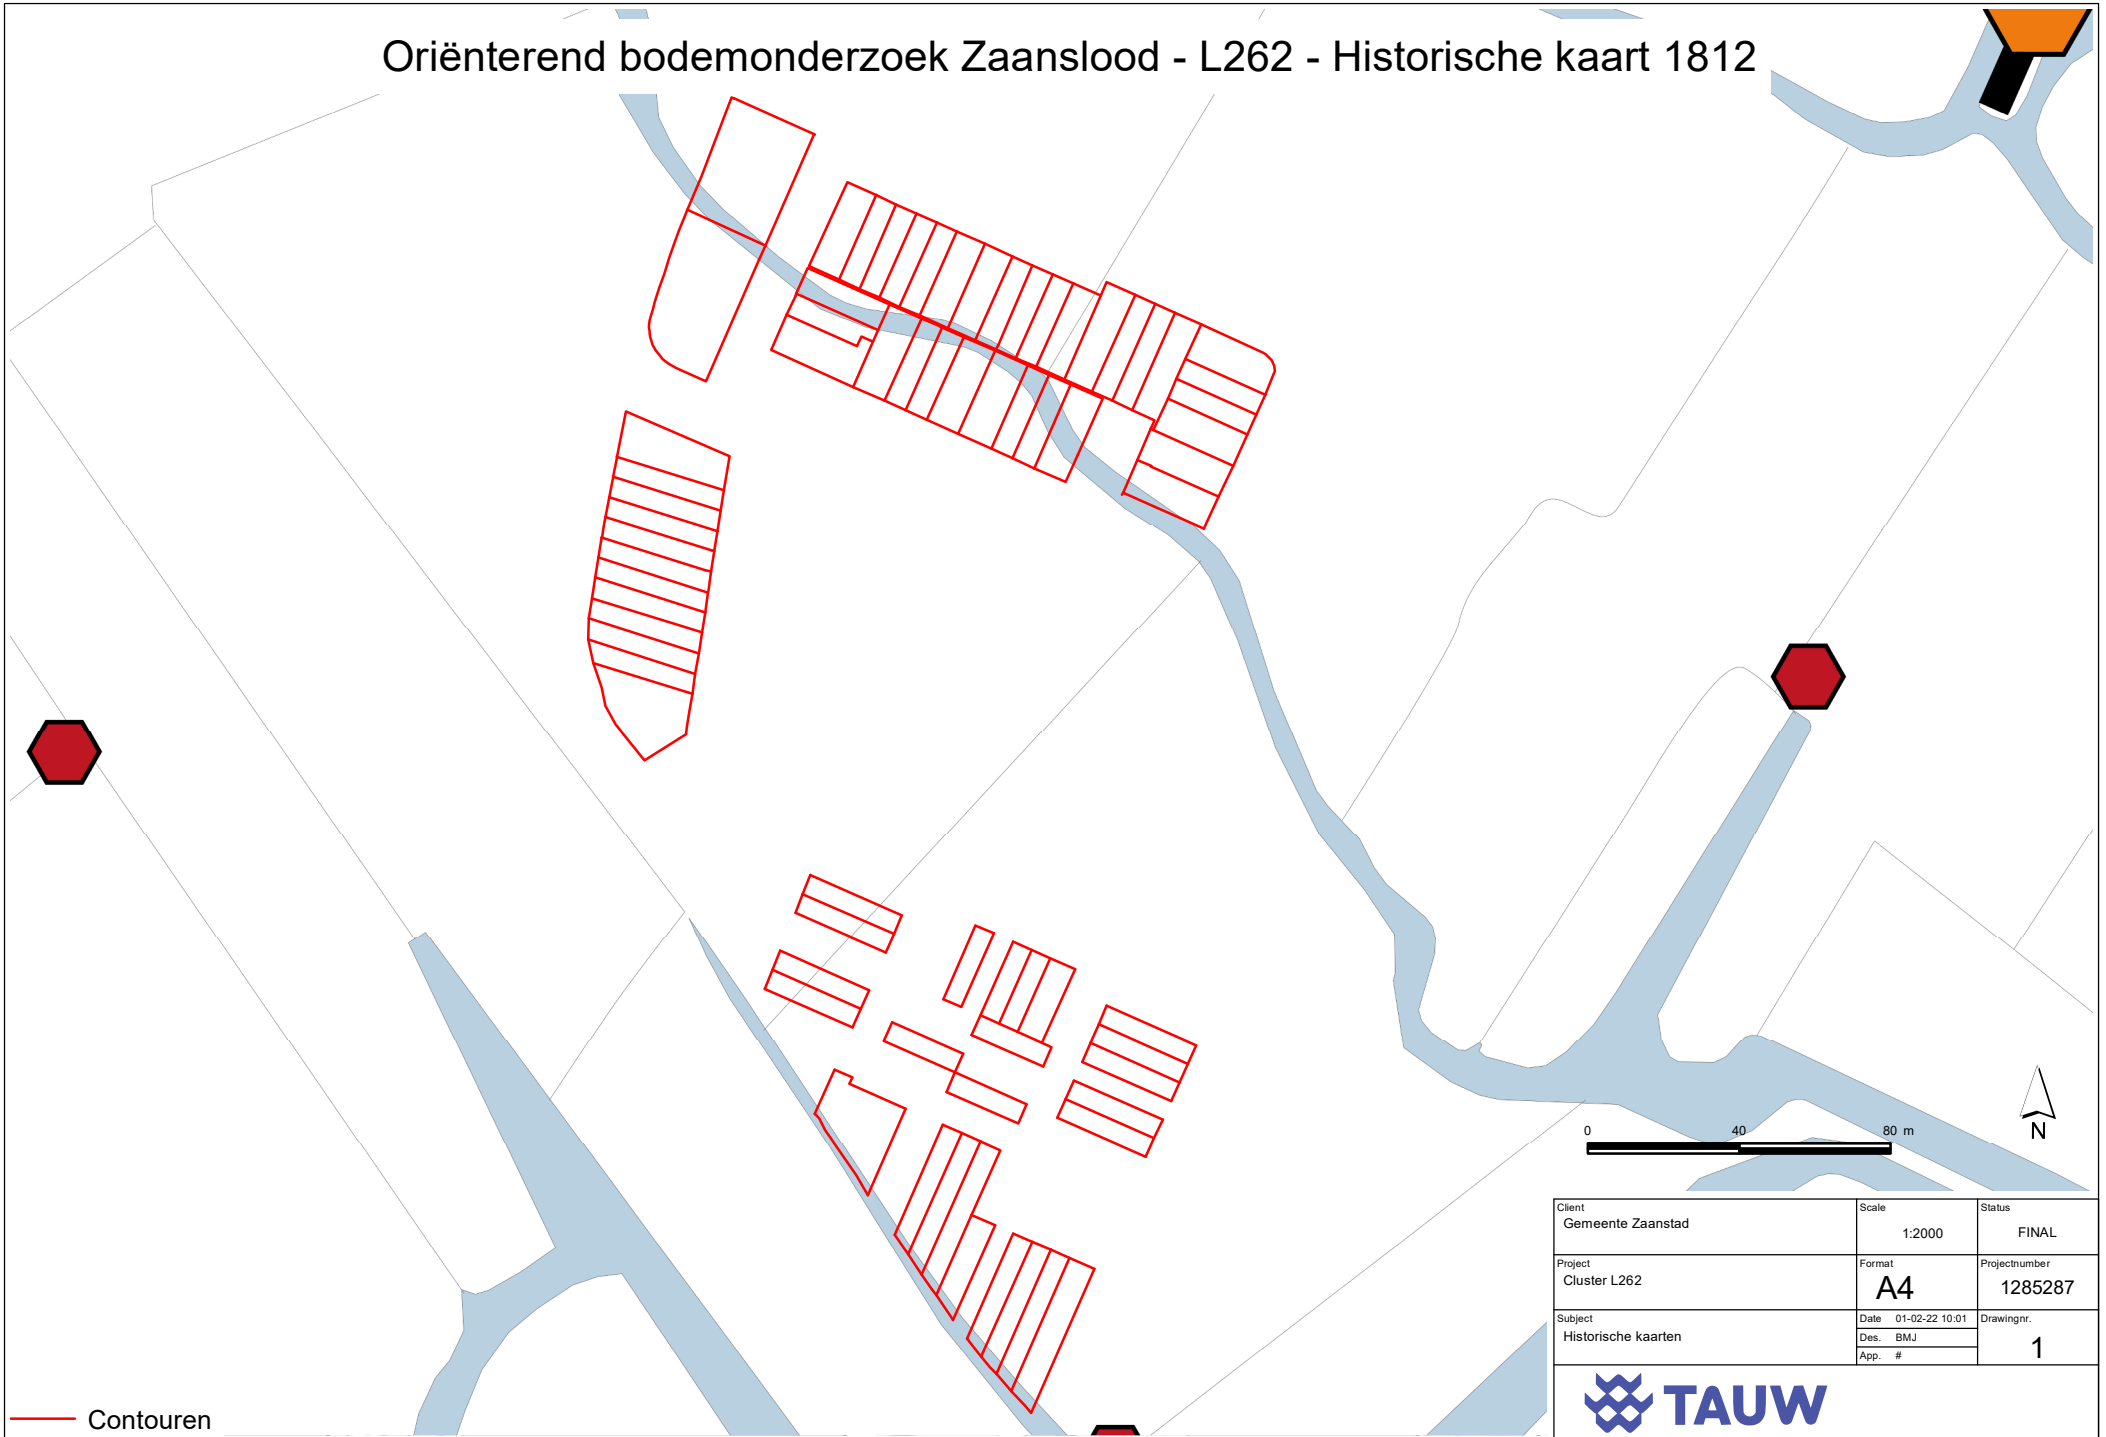 Oriënterend bodemonderzoek Zaanslood - L262 - Historische kaart 1812
0 40 80 m
N
Client
Gemeente Zaanstad
Scale
1:2000
Status
FINAL
Project
Cluster L262
Format
A4
Projectnumber
1285287
Subject
Historische kaarten
Date 01-02-22 10:01
Des. BMJ
App. #
Drawingnr.
1
Contouren
TAUW